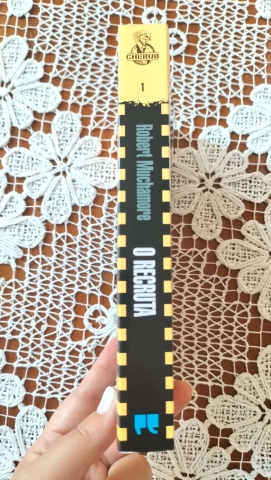 CHERUB
1
Robert Muchamore
O RECRUTA